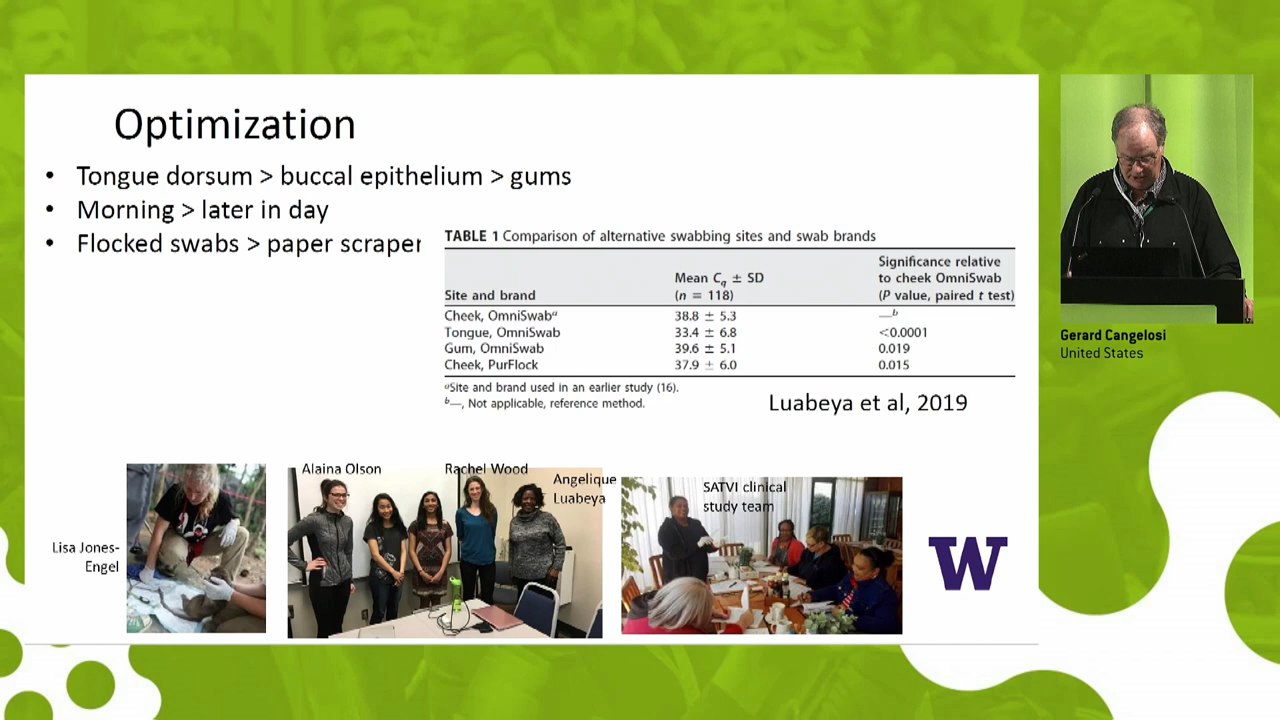 Optimization
• Tongue dorsum > buccal epithelium > gums
• Morning > later in day
• Flocked swabs > paper scraper
TABLE 1 Comparison of alternative swabbing sites and swab brands
Site and brand Mean Cq ± SD (n = 118) Significance relative to cheek OmniSwab (P value, paired t test)
Cheek, OmniSwabᵃ 38.8 ± 5.3 —ᵇ
Tongue, OmniSwab 33.4 ± 6.8 <0.0001
Gum, OmniSwab 39.6 ± 5.1 0.019
Cheek, PurFlock 37.9 ± 6.0 0.015
ᵃSite and brand used in an earlier study (16).
ᵇ—, Not applicable, reference method.
Luabeya et al, 2019
Lisa Jones-
Engel
Alaina Olson
Rachel Wood
Angelique
Luabeya
SATVI clinical
study team
W
Gerard Cangelosi
United States